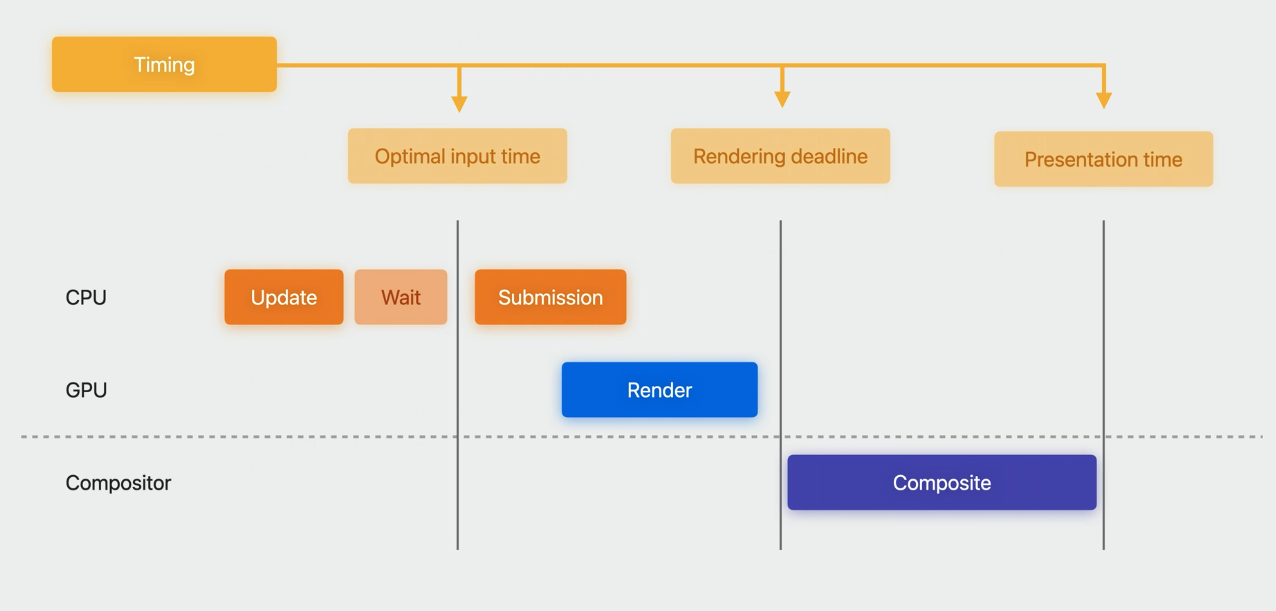 Timing
Optimal input time
Rendering deadline
Presentation time
CPU
Update
Wait
Submission
GPU
Render
Compositor
Composite